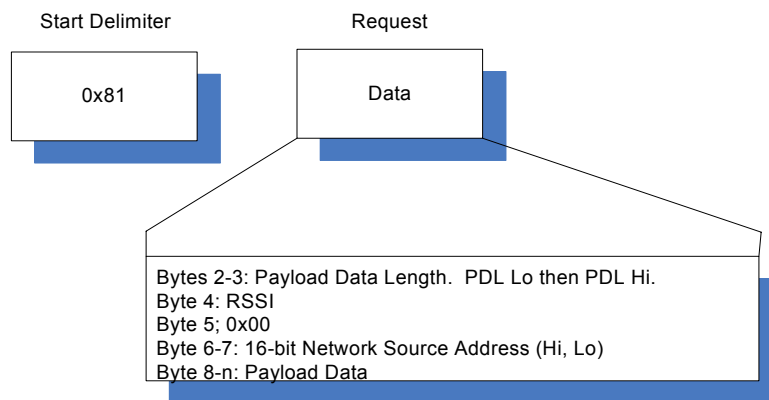 Start Delimiter
Request
0x81
Data
Bytes 2-3: Payload Data Length. PDL Lo then PDL Hi.
Byte 4: RSSI
Byte 5; 0x00
Byte 6-7: 16-bit Network Source Address (Hi, Lo)
Byte 8-n: Payload Data